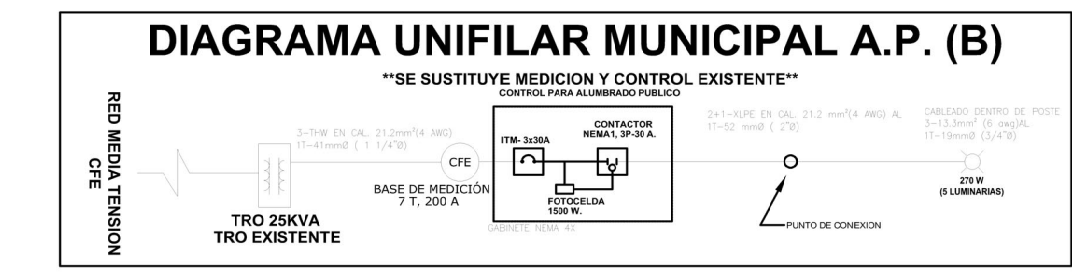 DIAGRAMA UNIFILAR MUNICIPAL A.P. (B)
**SE SUSTITUYE MEDICION Y CONTROL EXISTENTE**
CONTROL PARA ALUMBRADO PUBLICO
RED MEDIA TENSION
CFE
3-THW EN CAL. 21.2mm²(4 AWG)
1T-41mmØ ( 1 1/4"Ø)
TRO 25KVA
TRO EXISTENTE
CFE
BASE DE MEDICIÓN
7 T, 200 A
ITM- 3x30A
CONTACTOR
NEMA1, 3P-30 A.
FOTOCELDA
1500 W.
GABINETE NEMA 4X
2+1-XLPE EN CAL. 21.2 mm²(4 AWG) AL
1T-52 mmØ ( 2"Ø)
PUNTO DE CONEXION
CABLEADO DENTRO DE POSTE
3-13.3mm² (6 awg)AL
1T-19mmØ (3/4"Ø)
270 W
(5 LUMINARIAS)